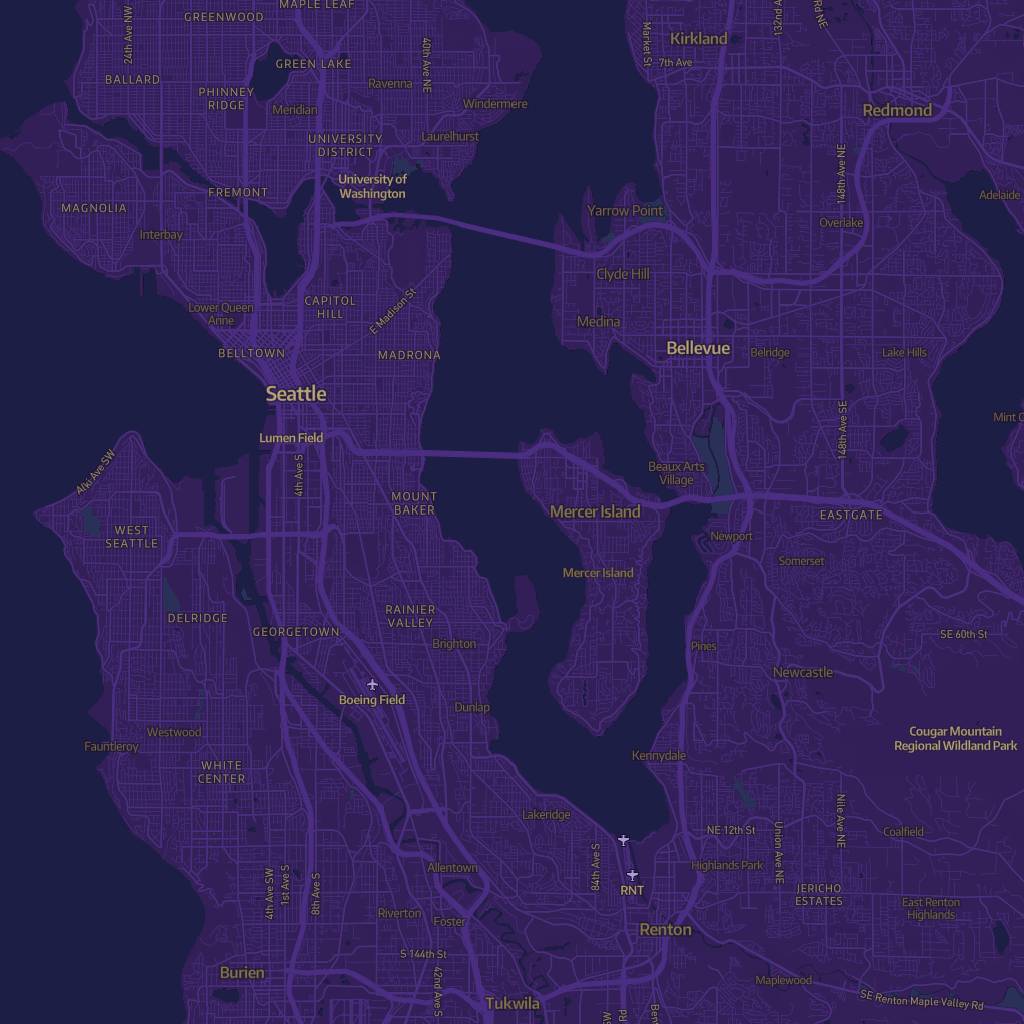 MAPLE LEAF
GREENWOOD
24th Ave NW
40th Ave NE
Market St
Kirkland
132nd A
Rd NE
7th Ave
GREEN LAKE
BALLARD
Ravenna
PHINNEY
RIDGE
Meridian
Windermere
Redmond
UNIVERSITY
DISTRICT
Laurelhurst
148th Ave NE
University of
Washington
FREMONT
Adelaide
MAGNOLIA
Yarrow Point
Overlake
Interbay
Clyde Hill
CAPITOL
HILL
E Madison St
Lower Queen
Anne
Medina
BELLTOWN
MADRONA
Bellevue
Belridge
Lake Hills
Seattle
Mint C
148th Ave SE
Lumen Field
Alki Ave SW
4th Ave S
Beaux Arts
Village
MOUNT
BAKER
Mercer Island
EASTGATE
WEST
SEATTLE
Newport
Somerset
Mercer Island
RAINIER
VALLEY
DELRIDGE
GEORGETOWN
SE 60th St
Brighton
Pines
Newcastle
Boeing Field
Dunlap
Westwood
Fauntleroy
Cougar Mountain
Regional Wildland Park
Kennydale
WHITE
CENTER
Lakeridge
NE 12th St
Union Ave NE
Nile Ave NE
Coalfield
Allentown
84th Ave S
Highlands Park
RNT
JERICHO
ESTATES
4th Ave SW
1st Ave S
8th Ave S
East Renton
Highlands
Riverton
Foster
Renton
S 144th St
Burien
42nd Ave S
Maplewood
Tukwila
SE Renton Maple Valley Rd
SW
Rd
Ben